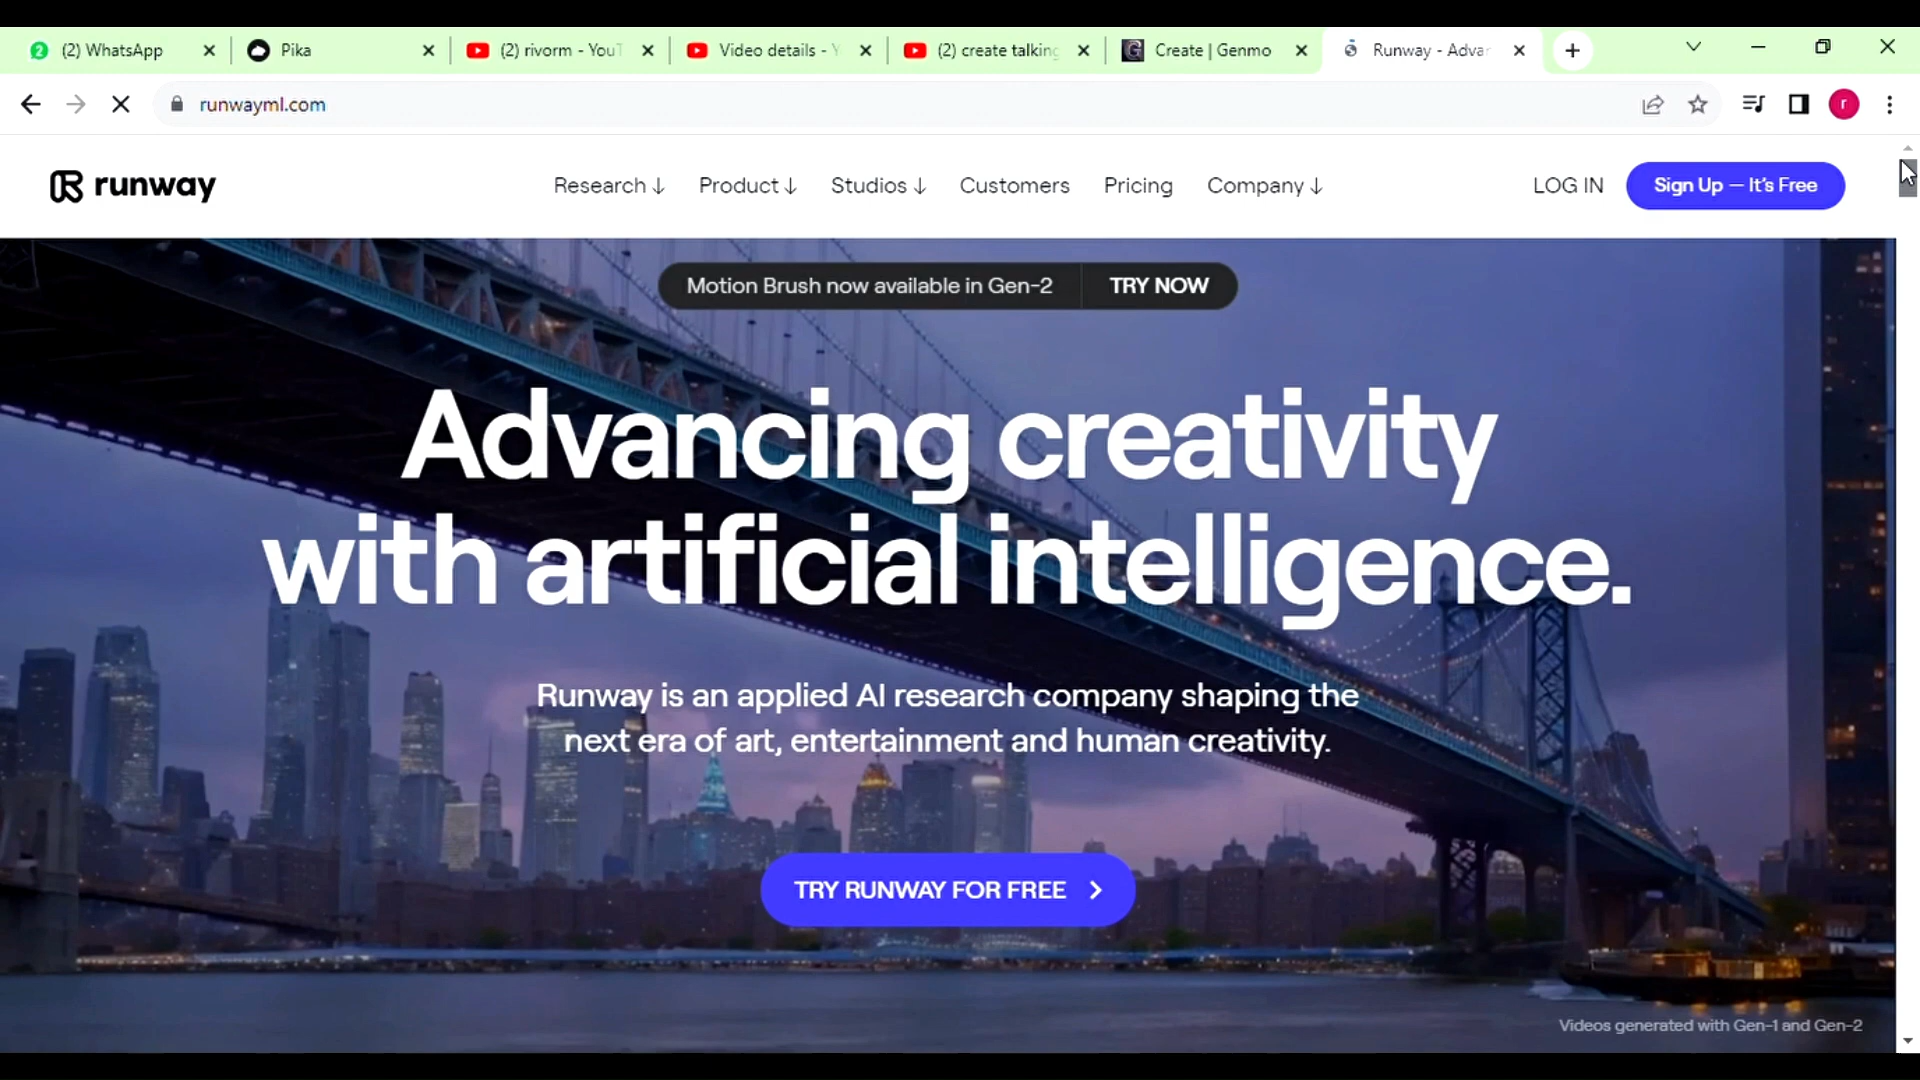 2
(2) WhatsApp
Pika
(2) rivorm - YouT
Video details - Y
(2) create talking
Create | Genmo
Runway - Advan
runwayml.com
r
runway
Research ↓
Product ↓
Studios ↓
Customers
Pricing
Company ↓
LOG IN
Sign Up — It's Free
Motion Brush now available in Gen-2
TRY NOW
Advancing creativity
with artificial intelligence.
Runway is an applied AI research company shaping the
next era of art, entertainment and human creativity.
TRY RUNWAY FOR FREE
Videos generated with Gen-1 and Gen-2